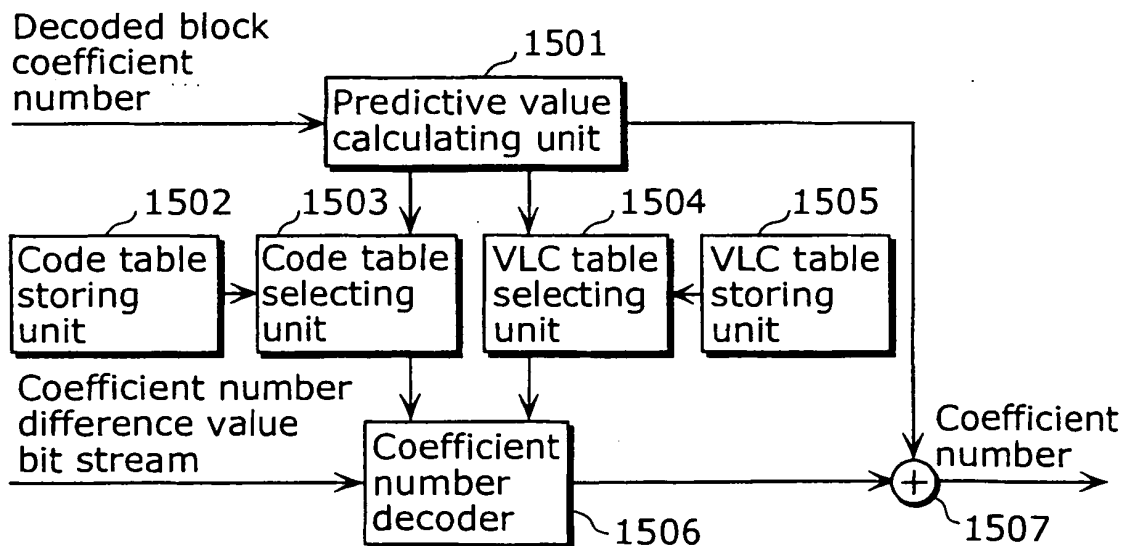 Decoded block
coefficient
number
1501
Predictive value
calculating unit
1502
1503
1504
1505
Code table
storing
unit
Code table
selecting
unit
VLC table
selecting
unit
VLC table
storing
unit
Coefficient number
difference value
bit stream
Coefficient
number
decoder
1506
Coefficient
number
+
1507